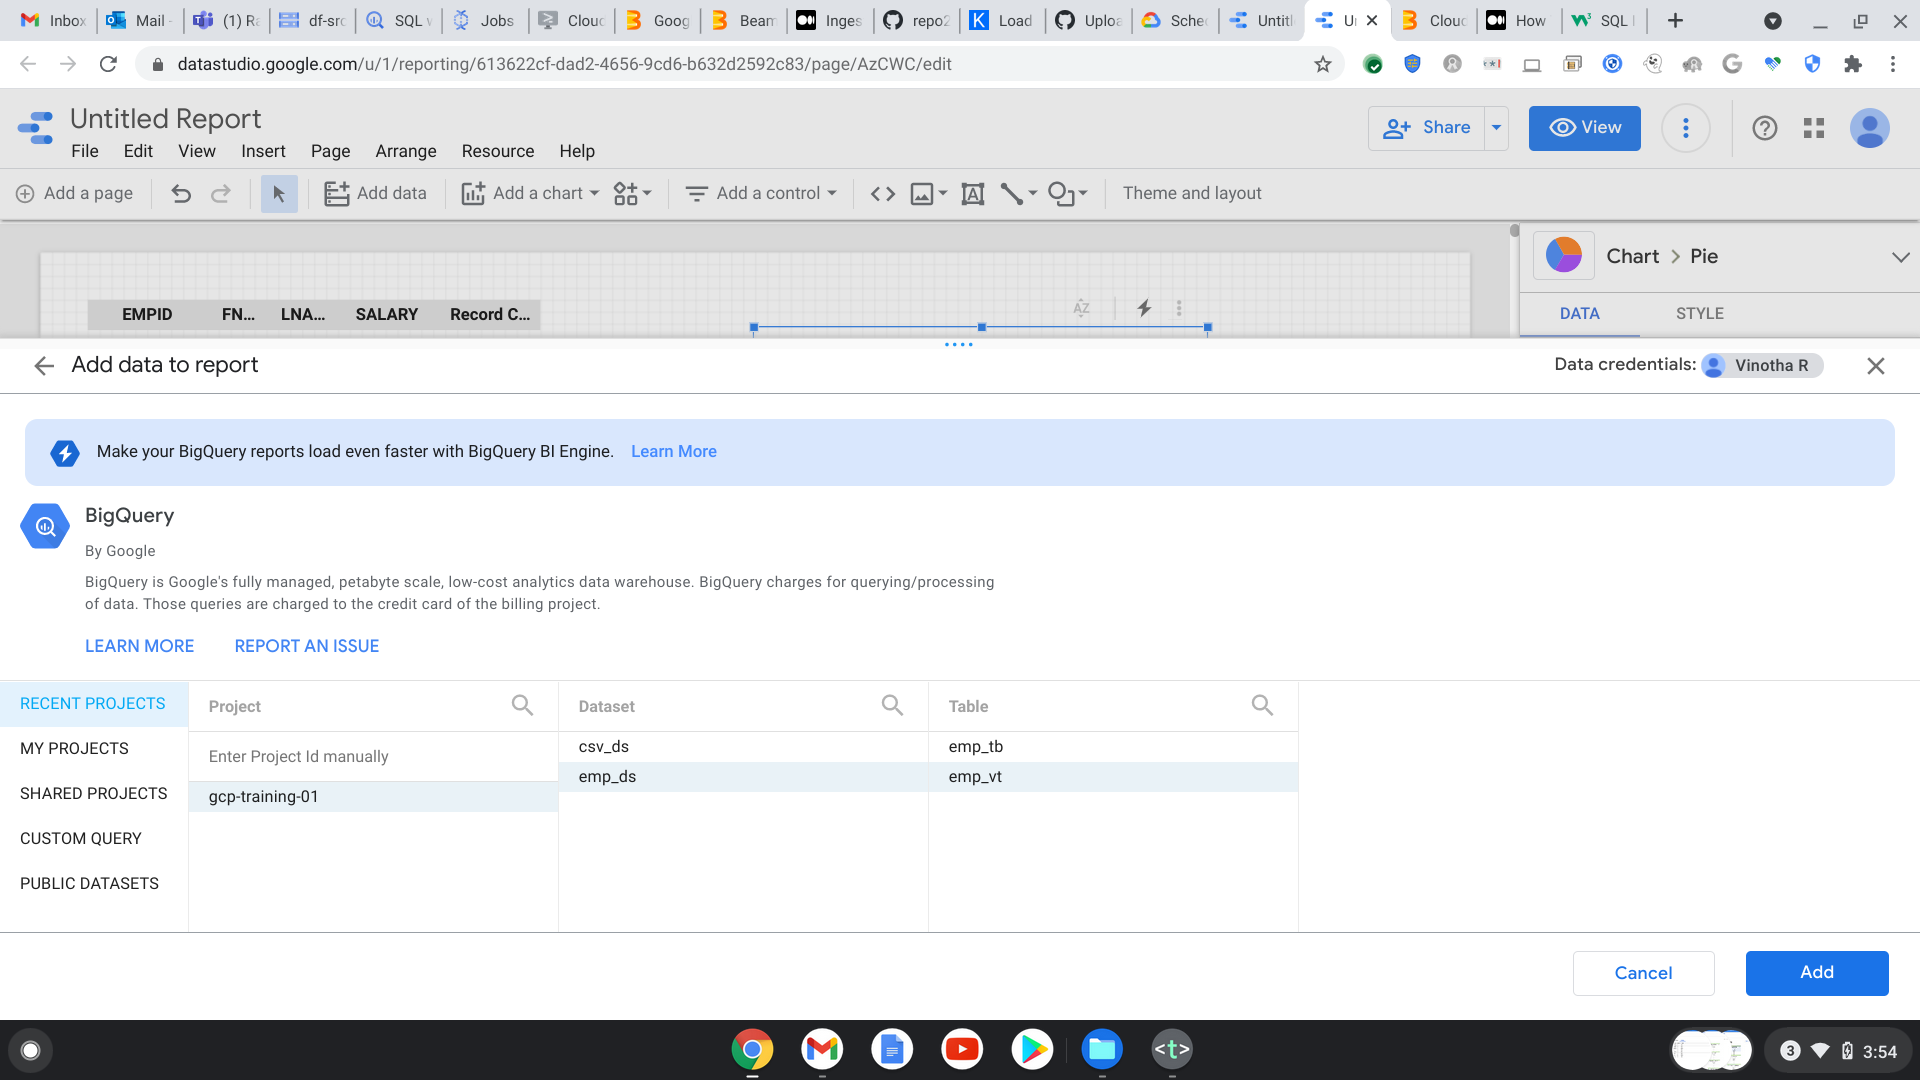 Inbox
Mail -
(1) Ra
df-src
SQL w
Jobs
Cloud
Goog
Beam
Inges
repo2
Load
Uploa
Sche
Untitl
Un
Cloud
How
SQL
datastudio.google.com/u/1/reporting/613622cf-dad2-4656-9cd6-b632d2592c83/page/AzCWC/edit
Untitled Report
File Edit View Insert Page Arrange Resource Help
Share
View
Add a page
Add data
Add a chart
Add a control
Theme and layout
Chart > Pie
DATA STYLE
EMPID FN... LNA... SALARY Record C...
AZ
Add data to report
Data credentials: Vinotha R
Make your BigQuery reports load even faster with BigQuery BI Engine. Learn More
BigQuery
By Google
BigQuery is Google's fully managed, petabyte scale, low-cost analytics data warehouse. BigQuery charges for querying/processing
of data. Those queries are charged to the credit card of the billing project.
LEARN MORE REPORT AN ISSUE
RECENT PROJECTS
MY PROJECTS
SHARED PROJECTS
CUSTOM QUERY
PUBLIC DATASETS
Project
Enter Project Id manually
gcp-training-01
Dataset
csv_ds
emp_ds
Table
emp_tb
emp_vt
Cancel
Add
<t>
3
3:54